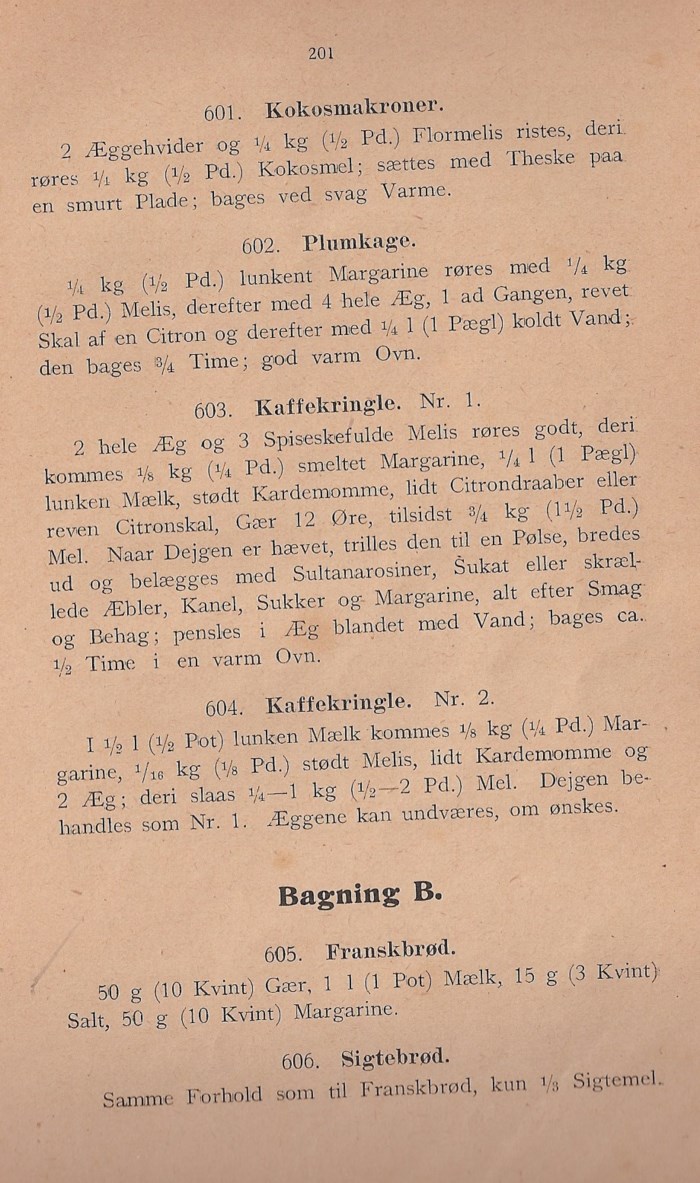 201
601. Kokosmakroner.
2 Æggehvider og 1/4 kg (1/2 Pd.) Flormelis ristes, deri
røres 1/4 kg (1/2 Pd.) Kokosmel; sættes med Theske paa
en smurt Plade; bages ved svag Varme.
602. Plumkage.
1/4 kg (1/2 Pd.) lunkent Margarine røres med 1/4 kg
(1/2 Pd.) Melis, derefter med 4 hele Æg, 1 ad Gangen, revet
Skal af en Citron og derefter med 1/4 l (1 Pægl) koldt Vand;
den bages 3/4 Time; god varm Ovn.
603. Kaffekringle. Nr. 1.
2 hele Æg og 3 Spiseskefulde Melis røres godt, deri
kommes 1/8 kg (1/4 Pd.) smeltet Margarine, 1/4 l (1 Pægl)
lunken Mælk, stødt Kardemomme, lidt Citrondraaber eller
reven Citronskal, Gær 12 Øre, tilsidst 3/4 kg (1 1/2 Pd.)
Mel. Naar Dejgen er hævet, trilles den til en Pølse, bredes
ud og belægges med Sultanarosiner, Sukat eller skræl-
lede Æbler, Kanel, Sukker og Margarine, alt efter Smag
og Behag; pensles i Æg blandet med Vand; bages ca.
1/2 Time i en varm Ovn.
604. Kaffekringle. Nr. 2.
I 1/2 l (1/2 Pot) lunken Mælk kommes 1/8 kg (1/4 Pd.) Mar-
garine, 1/16 kg (1/8 Pd.) stødt Melis, lidt Kardemomme og
2 Æg; deri slaas 1/4—1 kg (1/2—2 Pd.) Mel. Dejgen be-
handles som Nr. 1. Æggene kan undværes, om ønskes.
Bagning B.
605. Franskbrød.
50 g (10 Kvint) Gær, 1 l (1 Pot) Mælk, 15 g (3 Kvint)
Salt, 50 g (10 Kvint) Margarine.
606. Sigtebrød.
Samme Forhold som til Franskbrød, kun 1/3 Sigtemel.